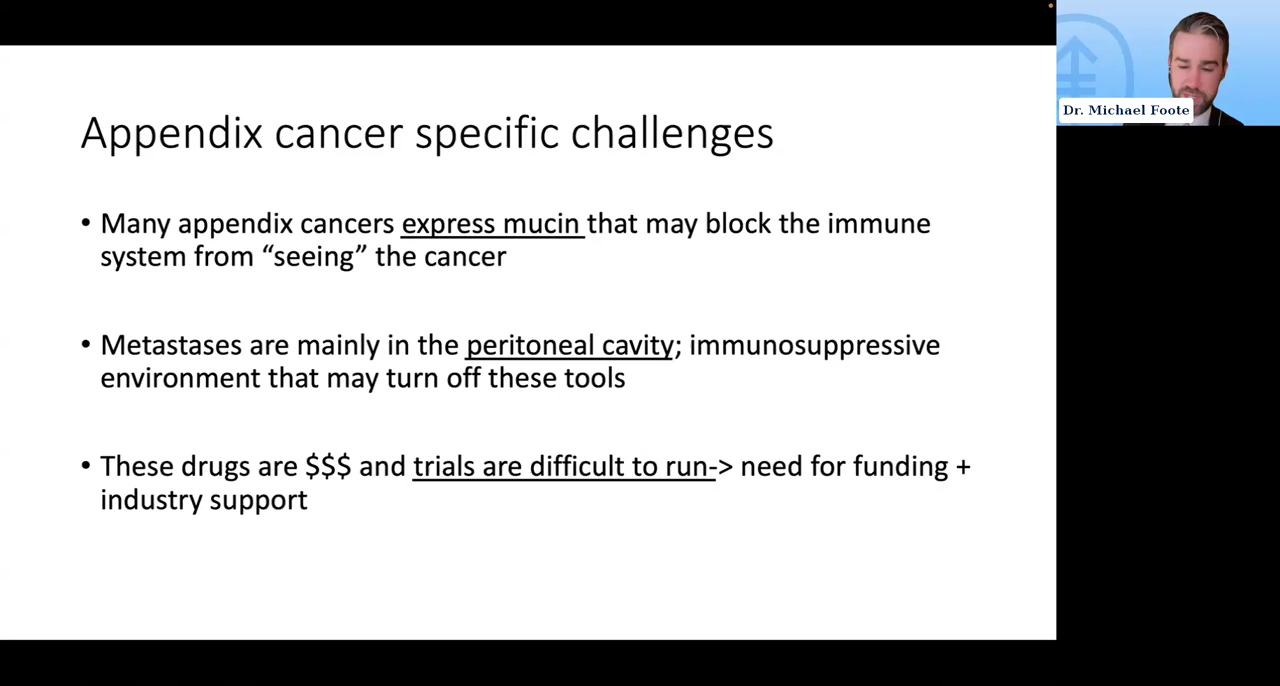 Dr. Michael Foote
Appendix cancer specific challenges
• Many appendix cancers express mucin that may block the immune
system from “seeing” the cancer
• Metastases are mainly in the peritoneal cavity; immunosuppressive
environment that may turn off these tools
• These drugs are $$$ and trials are difficult to run-> need for funding +
industry support